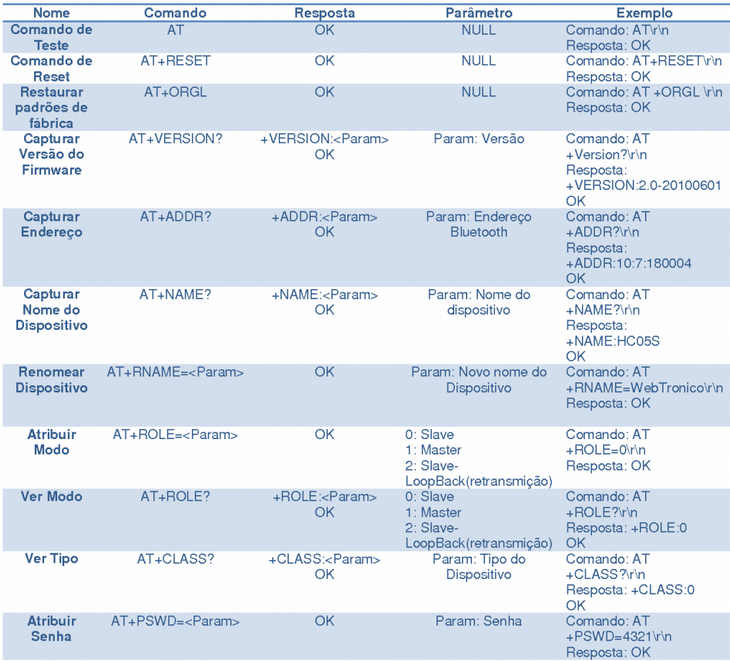 Nome Comando Resposta Parâmetro Exemplo
Comando de AT OK NULL Comando: AT\r\n
Teste Resposta: OK
Comando de AT+RESET OK NULL Comando: AT+RESET\r\n
Reset Resposta: OK
Restaurar AT+ORGL OK NULL Comando: AT +ORGL \r\n
padrões de Resposta: OK
fábrica
Capturar AT+VERSION? +VERSION:<Param> Param: Versão Comando: AT
Versão do OK +Version?\r\n
Firmware Resposta:
+VERSION:2.0-20100601
OK
Capturar AT+ADDR? +ADDR:<Param> Param: Endereço Comando: AT
Endereço OK Bluetooth +ADDR?\r\n
Resposta:
+ADDR:10:7:180004
OK
Capturar AT+NAME? +NAME:<Param> Param: Nome do Comando: AT
Nome do OK dispositivo +NAME?\r\n
Dispositivo Resposta:
+NAME:HC05S
OK
Renomear AT+RNAME=<Param> OK Param: Novo nome do Comando: AT
Dispositivo Dispositivo +RNAME=WebTronico\r\n
Resposta: OK
Atribuir AT+ROLE=<Param> OK 0: Slave Comando: AT
Modo 1: Master +ROLE=0\r\n
2: Slave- Resposta: OK
LoopBack(retransmição)
Ver Modo AT+ROLE? +ROLE:<Param> 0: Slave Comando: AT
OK 1: Master +ROLE?\r\n
2: Slave- Resposta: +ROLE:0
LoopBack(retransmição) OK
Ver Tipo AT+CLASS? +CLASS:<Param> Param: Tipo do Comando: AT
OK Dispositivo +CLASS?\r\n
Resposta: +CLASS:0
OK
Atribuir AT+PSWD=<Param> OK Param: Senha Comando: AT
Senha +PSWD=4321\r\n
Resposta: OK